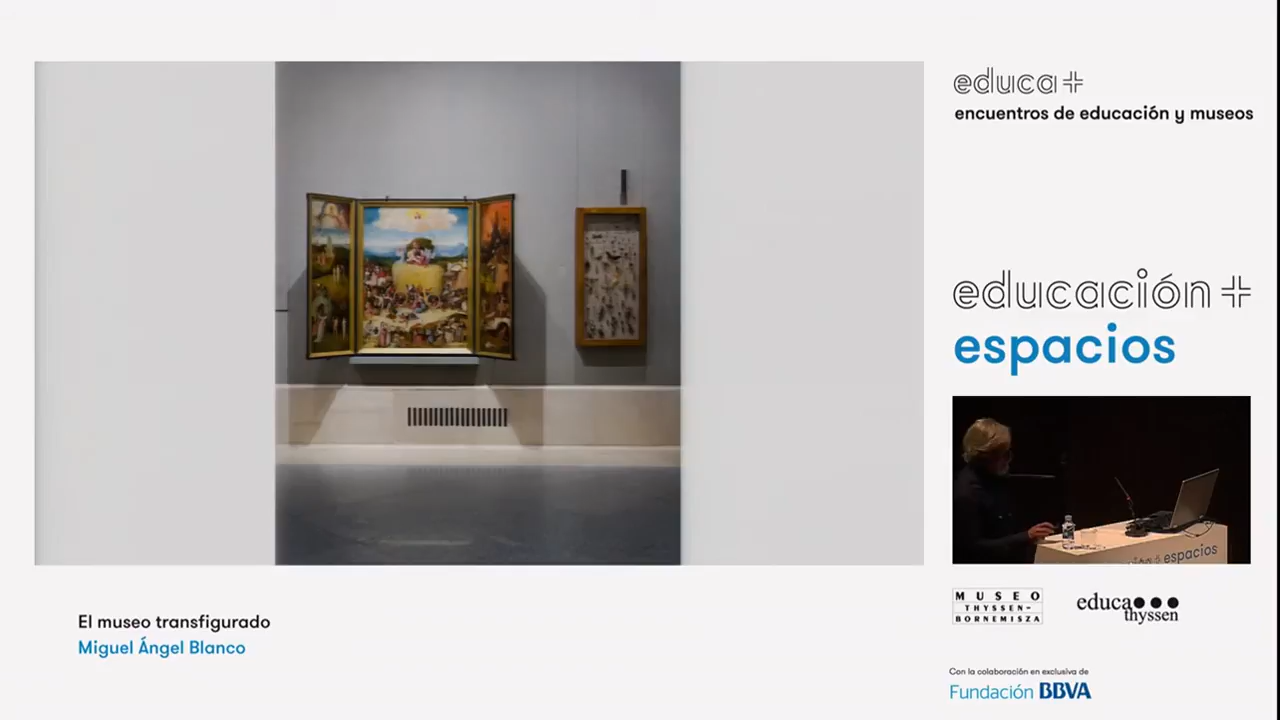 educa+
encuentros de educación y museos
educación+
espacios
espacios
MUSEO
THYSSEN-
BORNEMISZA
educa
thyssen
El museo transfigurado
Miguel Ángel Blanco
Con la colaboración en exclusiva de
Fundación BBVA